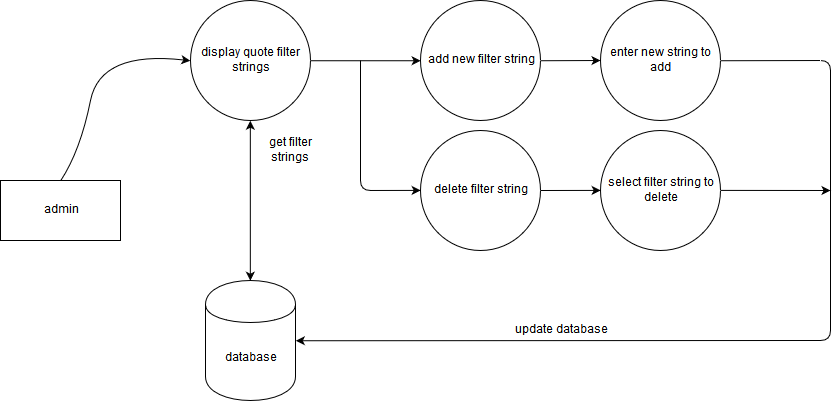 display quote filter
strings
add new filter string
enter new string to
add
get filter
strings
admin
delete filter string
select filter string to
delete
update database
database